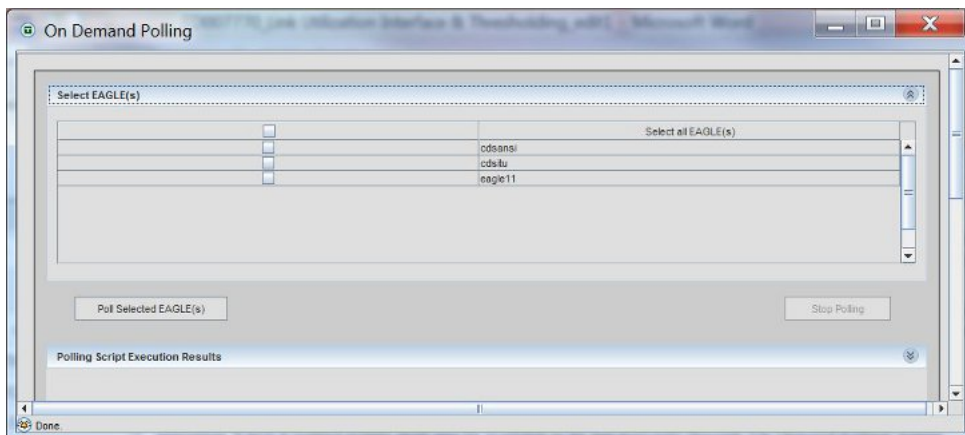 On Demand Polling
Select EAGLE(s)
Select all EAGLE(s)
cdsansi
cdsitu
eagle11
Poll Selected EAGLE(s)
Stop Polling
Polling Script Execution Results
Done.